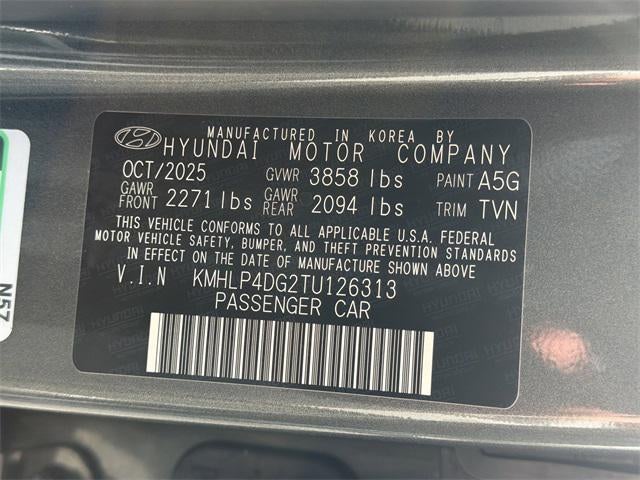 MANUFACTURED IN KOREA BY
HYUNDAI MOTOR COMPANY
OCT/2025 GVWR 3858 lbs PAINT A5G
GAWR FRONT 2271 lbs GAWR REAR 2094 lbs TRIM TVN
THIS VEHICLE CONFORMS TO ALL APPLICABLE U.S.A. FEDERAL
MOTOR VEHICLE SAFETY, BUMPER, AND THEFT PREVENTION STANDARDS
IN EFFECT ON THE DATE OF MANUFACTURE SHOWN ABOVE
V.I.N KMHLP4DG2TU126313
PASSENGER CAR
N57